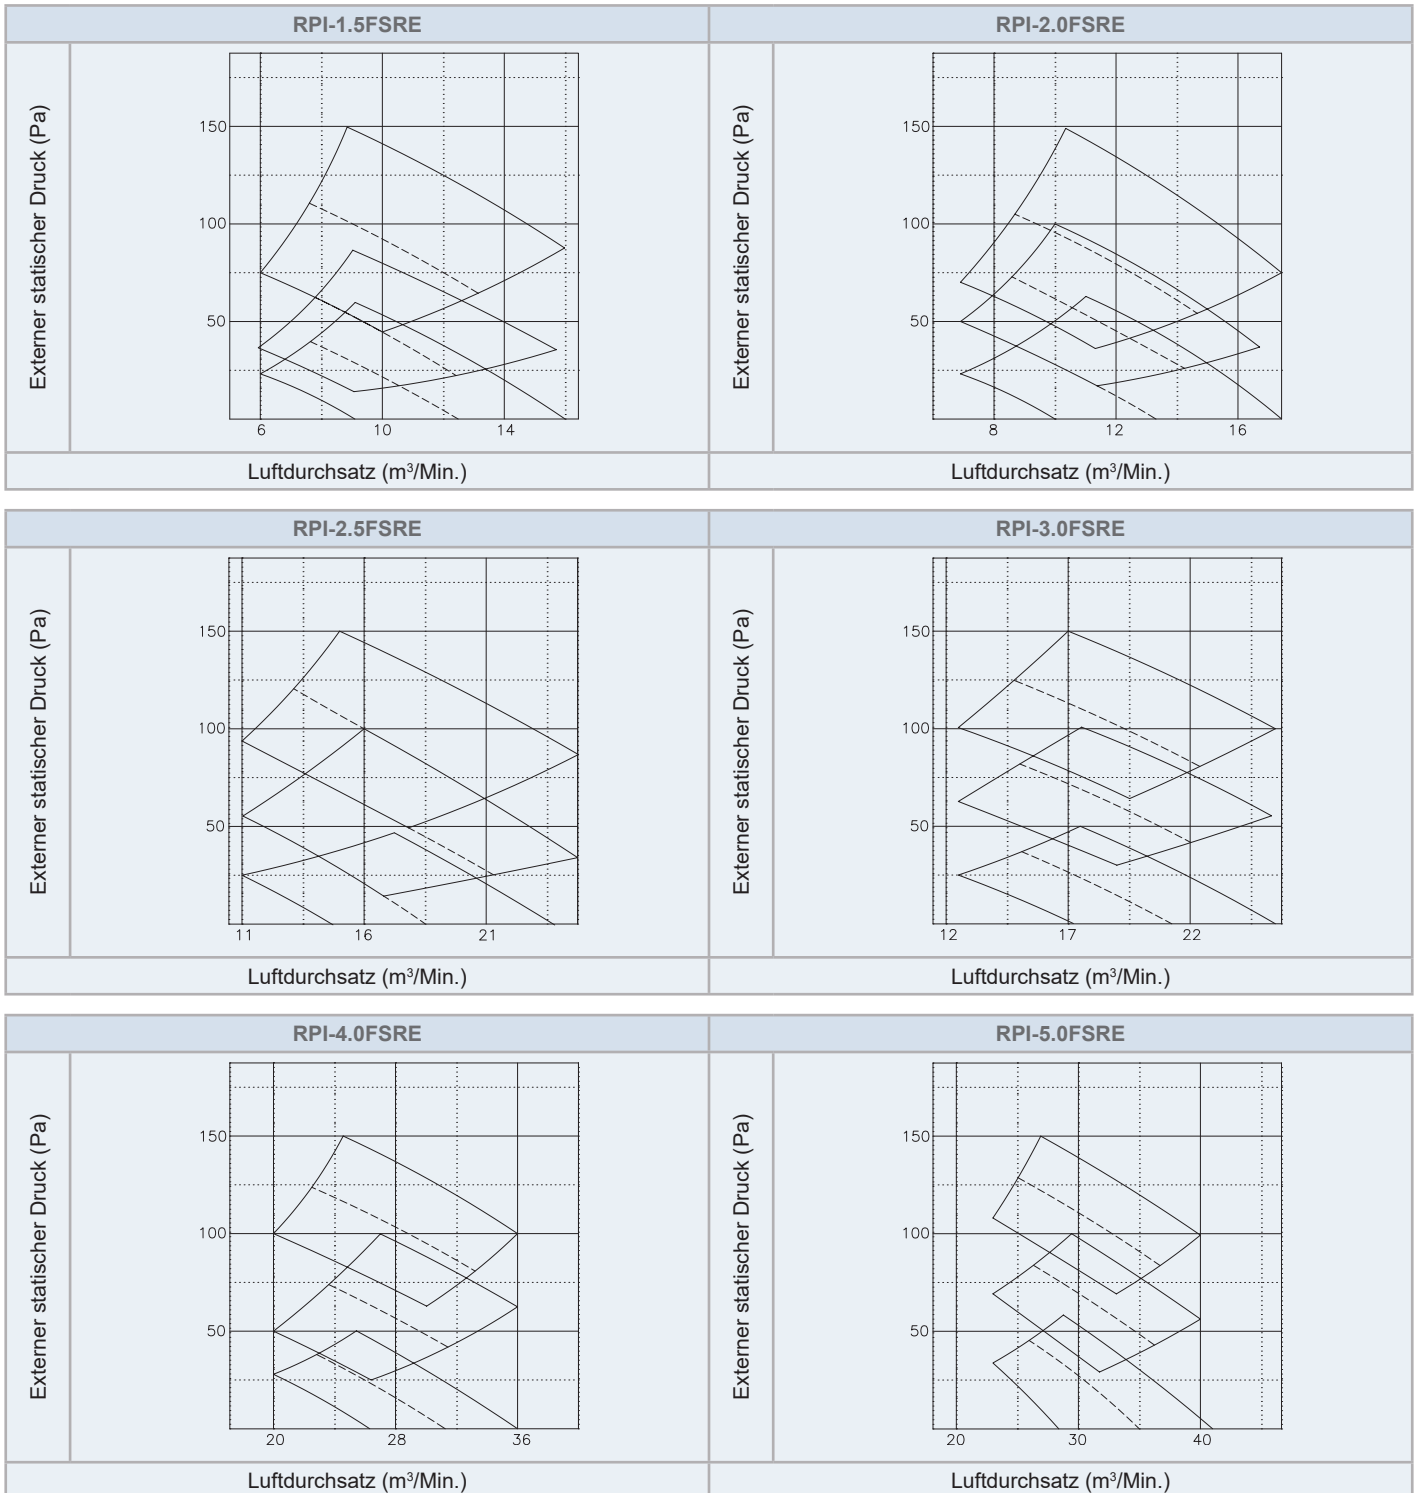 RPI-1.5FSRE
RPI-2.0FSRE
Externer statischer Druck (Pa)
150
100
50
6
10
14
Externer statischer Druck (Pa)
150
100
50
8
12
16
Luftdurchsatz (m³/Min.)
Luftdurchsatz (m³/Min.)
RPI-2.5FSRE
RPI-3.0FSRE
Externer statischer Druck (Pa)
150
100
50
11
16
21
Externer statischer Druck (Pa)
150
100
50
12
17
22
Luftdurchsatz (m³/Min.)
Luftdurchsatz (m³/Min.)
RPI-4.0FSRE
RPI-5.0FSRE
Externer statischer Druck (Pa)
150
100
50
20
28
36
Externer statischer Druck (Pa)
150
100
50
20
30
40
Luftdurchsatz (m³/Min.)
Luftdurchsatz (m³/Min.)